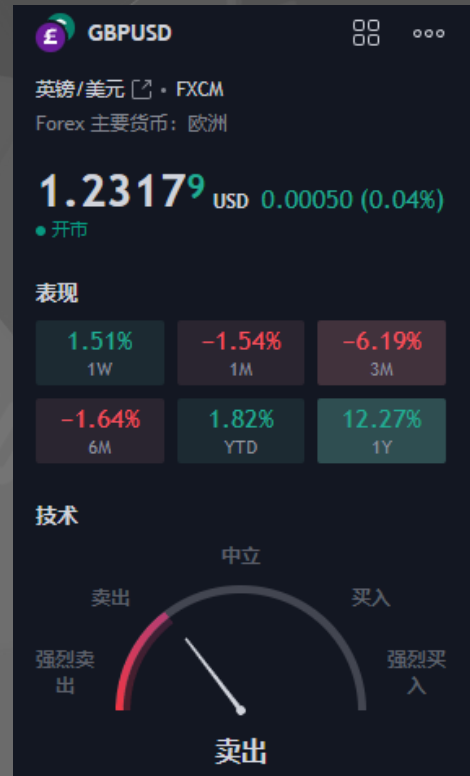 £ GBPUSD
英镑/美元 • FXCM
Forex 主要货币：欧洲
1.23179 USD 0.00050 (0.04%)
开市
表现
1.51% −1.54% −6.19%
1W 1M 3M
−1.64% 1.82% 12.27%
6M YTD 1Y
技术
中立
卖出 买入
强烈卖出 强烈买入
卖出